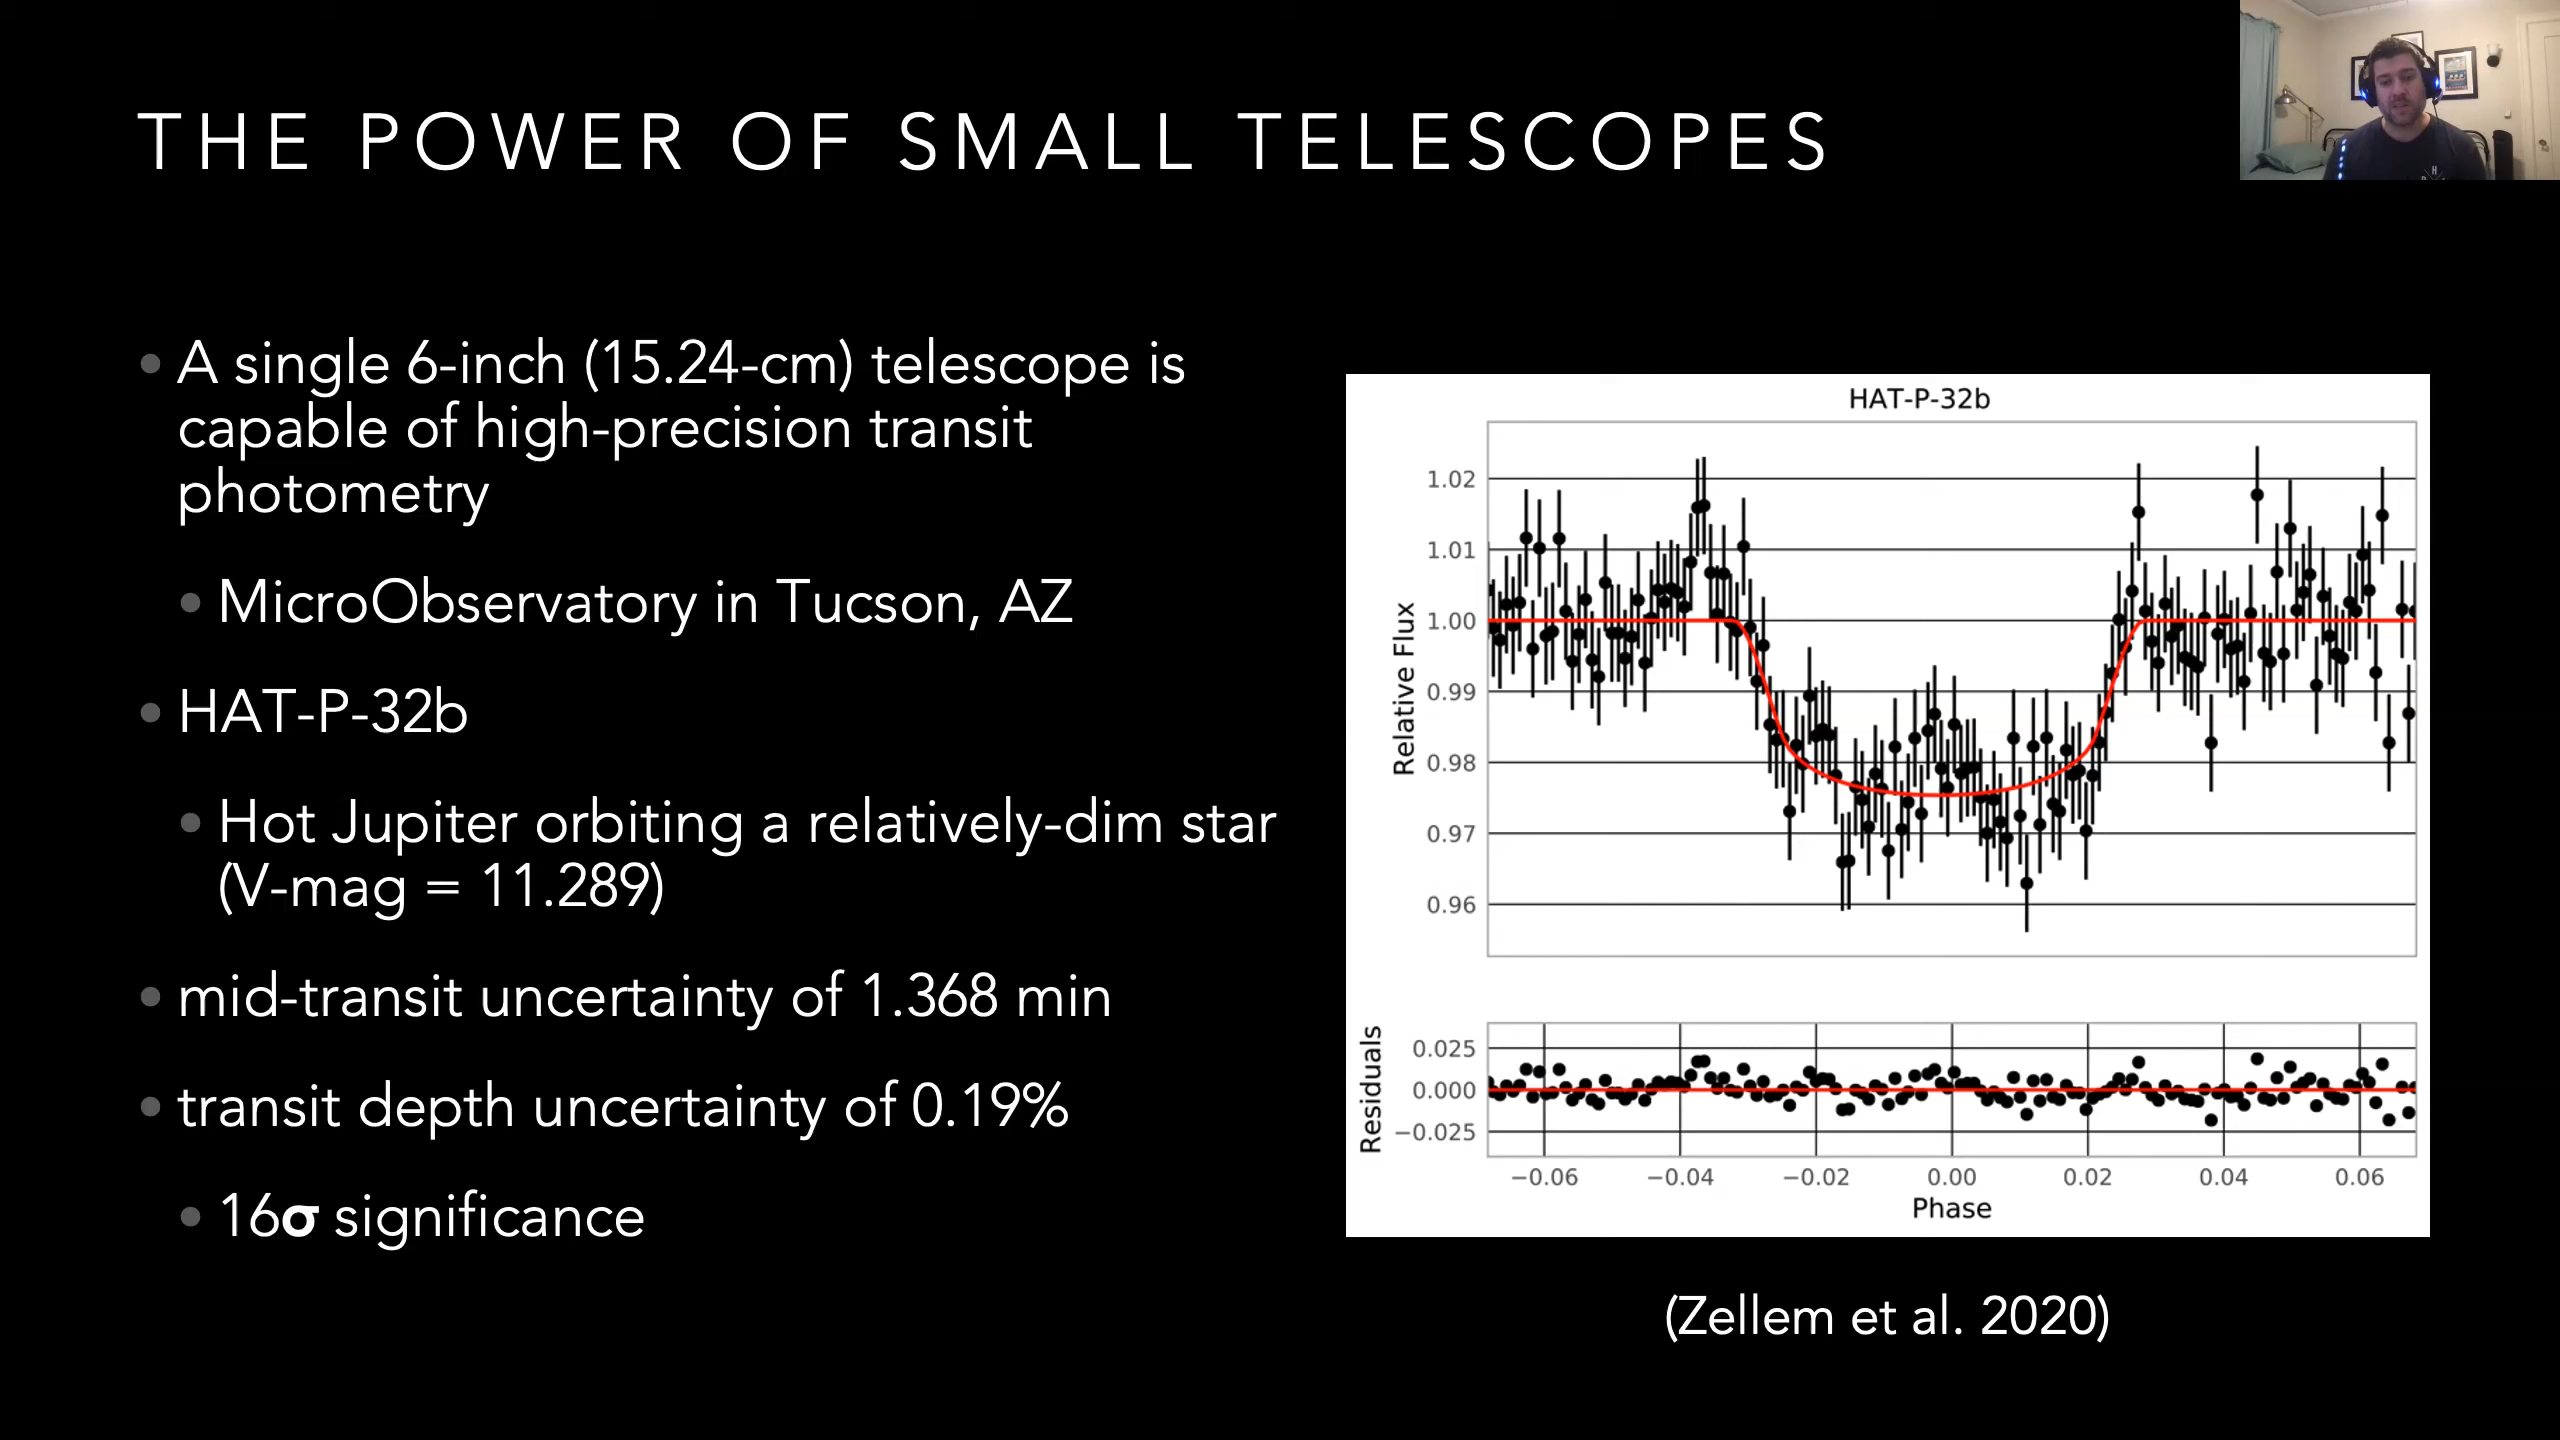 THE POWER OF SMALL TELESCOPES
• A single 6-inch (15.24-cm) telescope is
capable of high-precision transit
photometry
• MicroObservatory in Tucson, AZ
• HAT-P-32b
• Hot Jupiter orbiting a relatively-dim star
(V-mag = 11.289)
• mid-transit uncertainty of 1.368 min
• transit depth uncertainty of 0.19%
• 16σ significance
HAT-P-32b
Relative Flux
1.02
1.01
1.00
0.99
0.98
0.97
0.96
Residuals
0.025
0.000
−0.025
−0.06 −0.04 −0.02 0.00 0.02 0.04 0.06
Phase
(Zellem et al. 2020)